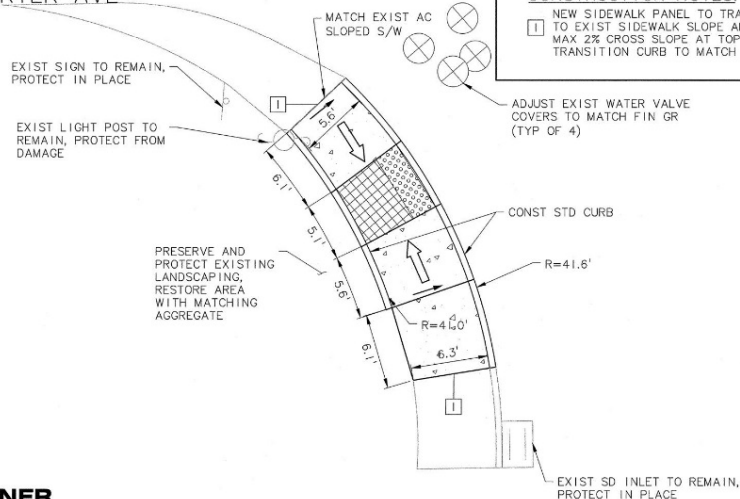 MATCH EXIST AC
SLOPED S/W
NEW SIDEWALK PANEL TO
1
TO EXIST SIDEWALK SLOPE
MAX 2% CROSS SLOPE AT TOP
TRANSITION CURB TO MATCH
EXIST SIGN TO REMAIN,
PROTECT IN PLACE
1
5.6'
ADJUST EXIST WATER VALVE
COVERS TO MATCH FIN GR
(TYP OF 4)
EXIST LIGHT POST TO
REMAIN, PROTECT FROM
DAMAGE
6.1'
5.1'
CONST STD CURB
PRESERVE AND
PROTECT EXISTING
LANDSCAPING,
RESTORE AREA
WITH MATCHING
AGGREGATE
5.6'
R=41.6'
R=41.0'
6.1'
6.3'
1
EXIST SD INLET TO REMAIN,
PROTECT IN PLACE